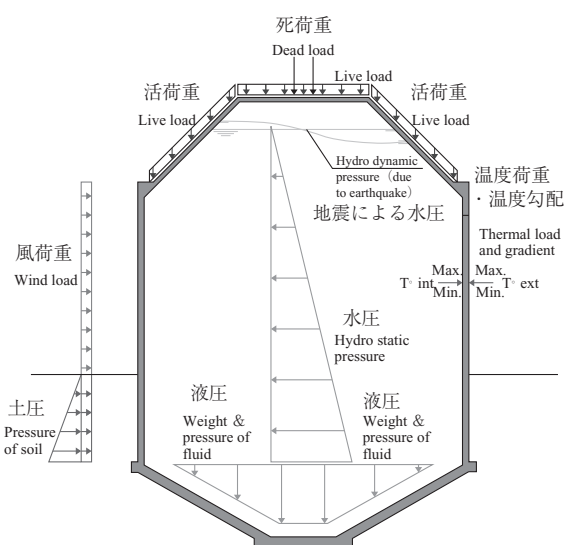 死荷重
Dead load
Live load
活荷重
Live load
活荷重
Live load
Hydro dynamic
pressure（due
to earthquake）
地震による水圧
温度荷重
・温度勾配
Thermal load
and gradient
Max.
Min.
T◦ int
Max.
Min.
T◦ ext
風荷重
Wind load
水圧
Hydro static
pressure
土圧
Pressure
of soil
液圧
Weight &
pressure of
fluid
液圧
Weight &
pressure of
fluid